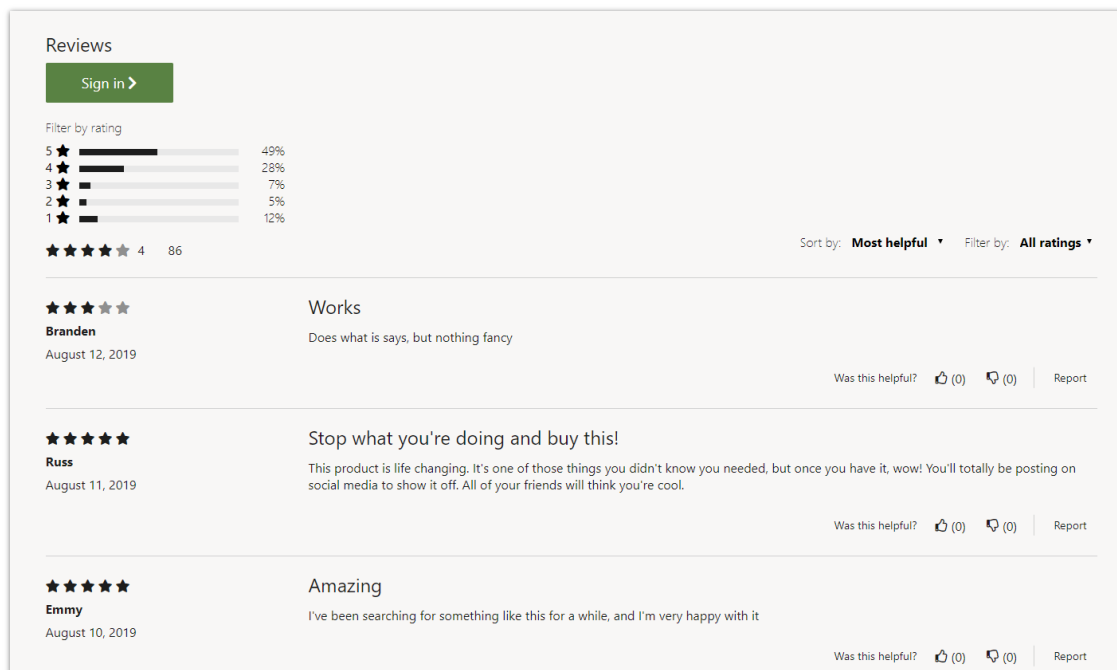 Reviews
Sign in
Filter by rating
5 49%
4 28%
3 7%
2 5%
1 12%
4 86
Sort by: Most helpful Filter by: All ratings
Works
Branden
Does what is says, but nothing fancy
August 12, 2019
Was this helpful? (0) (0) Report
Stop what you're doing and buy this!
Russ
This product is life changing. It's one of those things you didn't know you needed, but once you have it, wow! You'll totally be posting on
August 11, 2019
social media to show it off. All of your friends will think you're cool.
Was this helpful? (0) (0) Report
Amazing
Emmy
I've been searching for something like this for a while, and I'm very happy with it
August 10, 2019
Was this helpful? (0) (0) Report